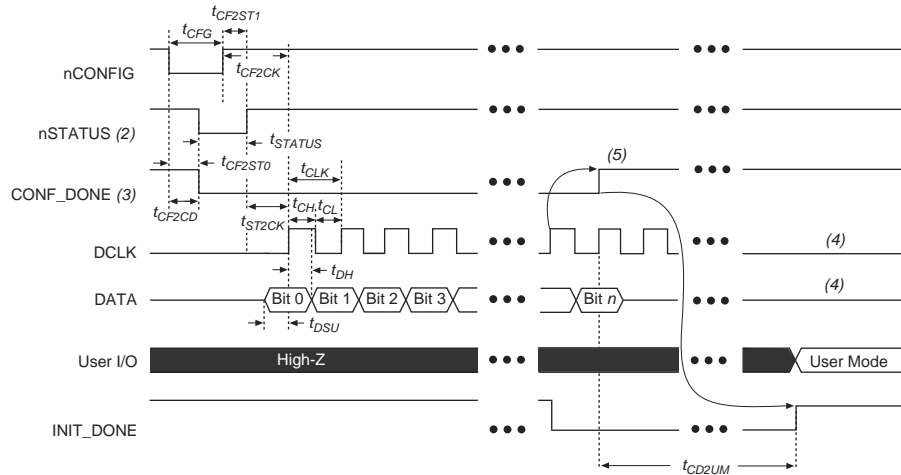 tCF2ST1
tCFG
tCF2CK
nCONFIG
nSTATUS (2)
tSTATUS
tCF2ST0
tCLK
(5)
CONF_DONE (3)
tCF2CD
tST2CK
tCH
tCL
DCLK
(4)
tDH
DATA
Bit 0
Bit 1
Bit 2
Bit 3
Bit n
(4)
tDSU
User I/O
High-Z
User Mode
INIT_DONE
tCD2UM